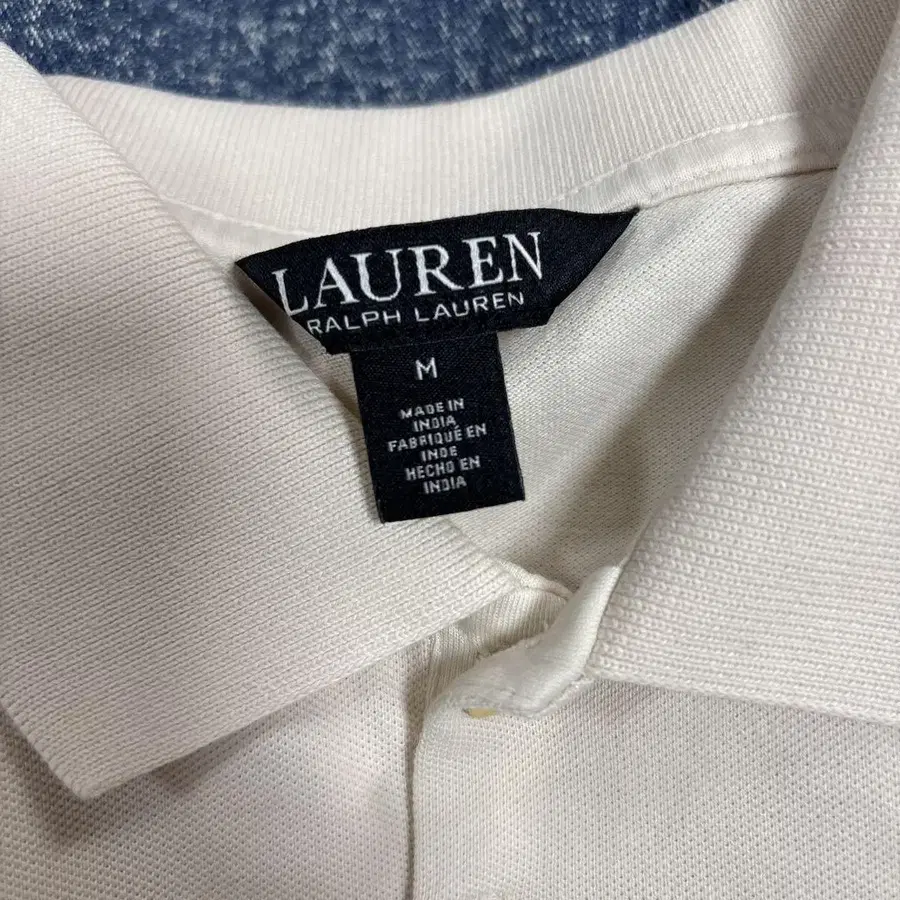 LAUREN
RALPH LAUREN
M
MADE IN
INDIA
FABRIQUÉ EN
INDE
HECHO EN
INDIA